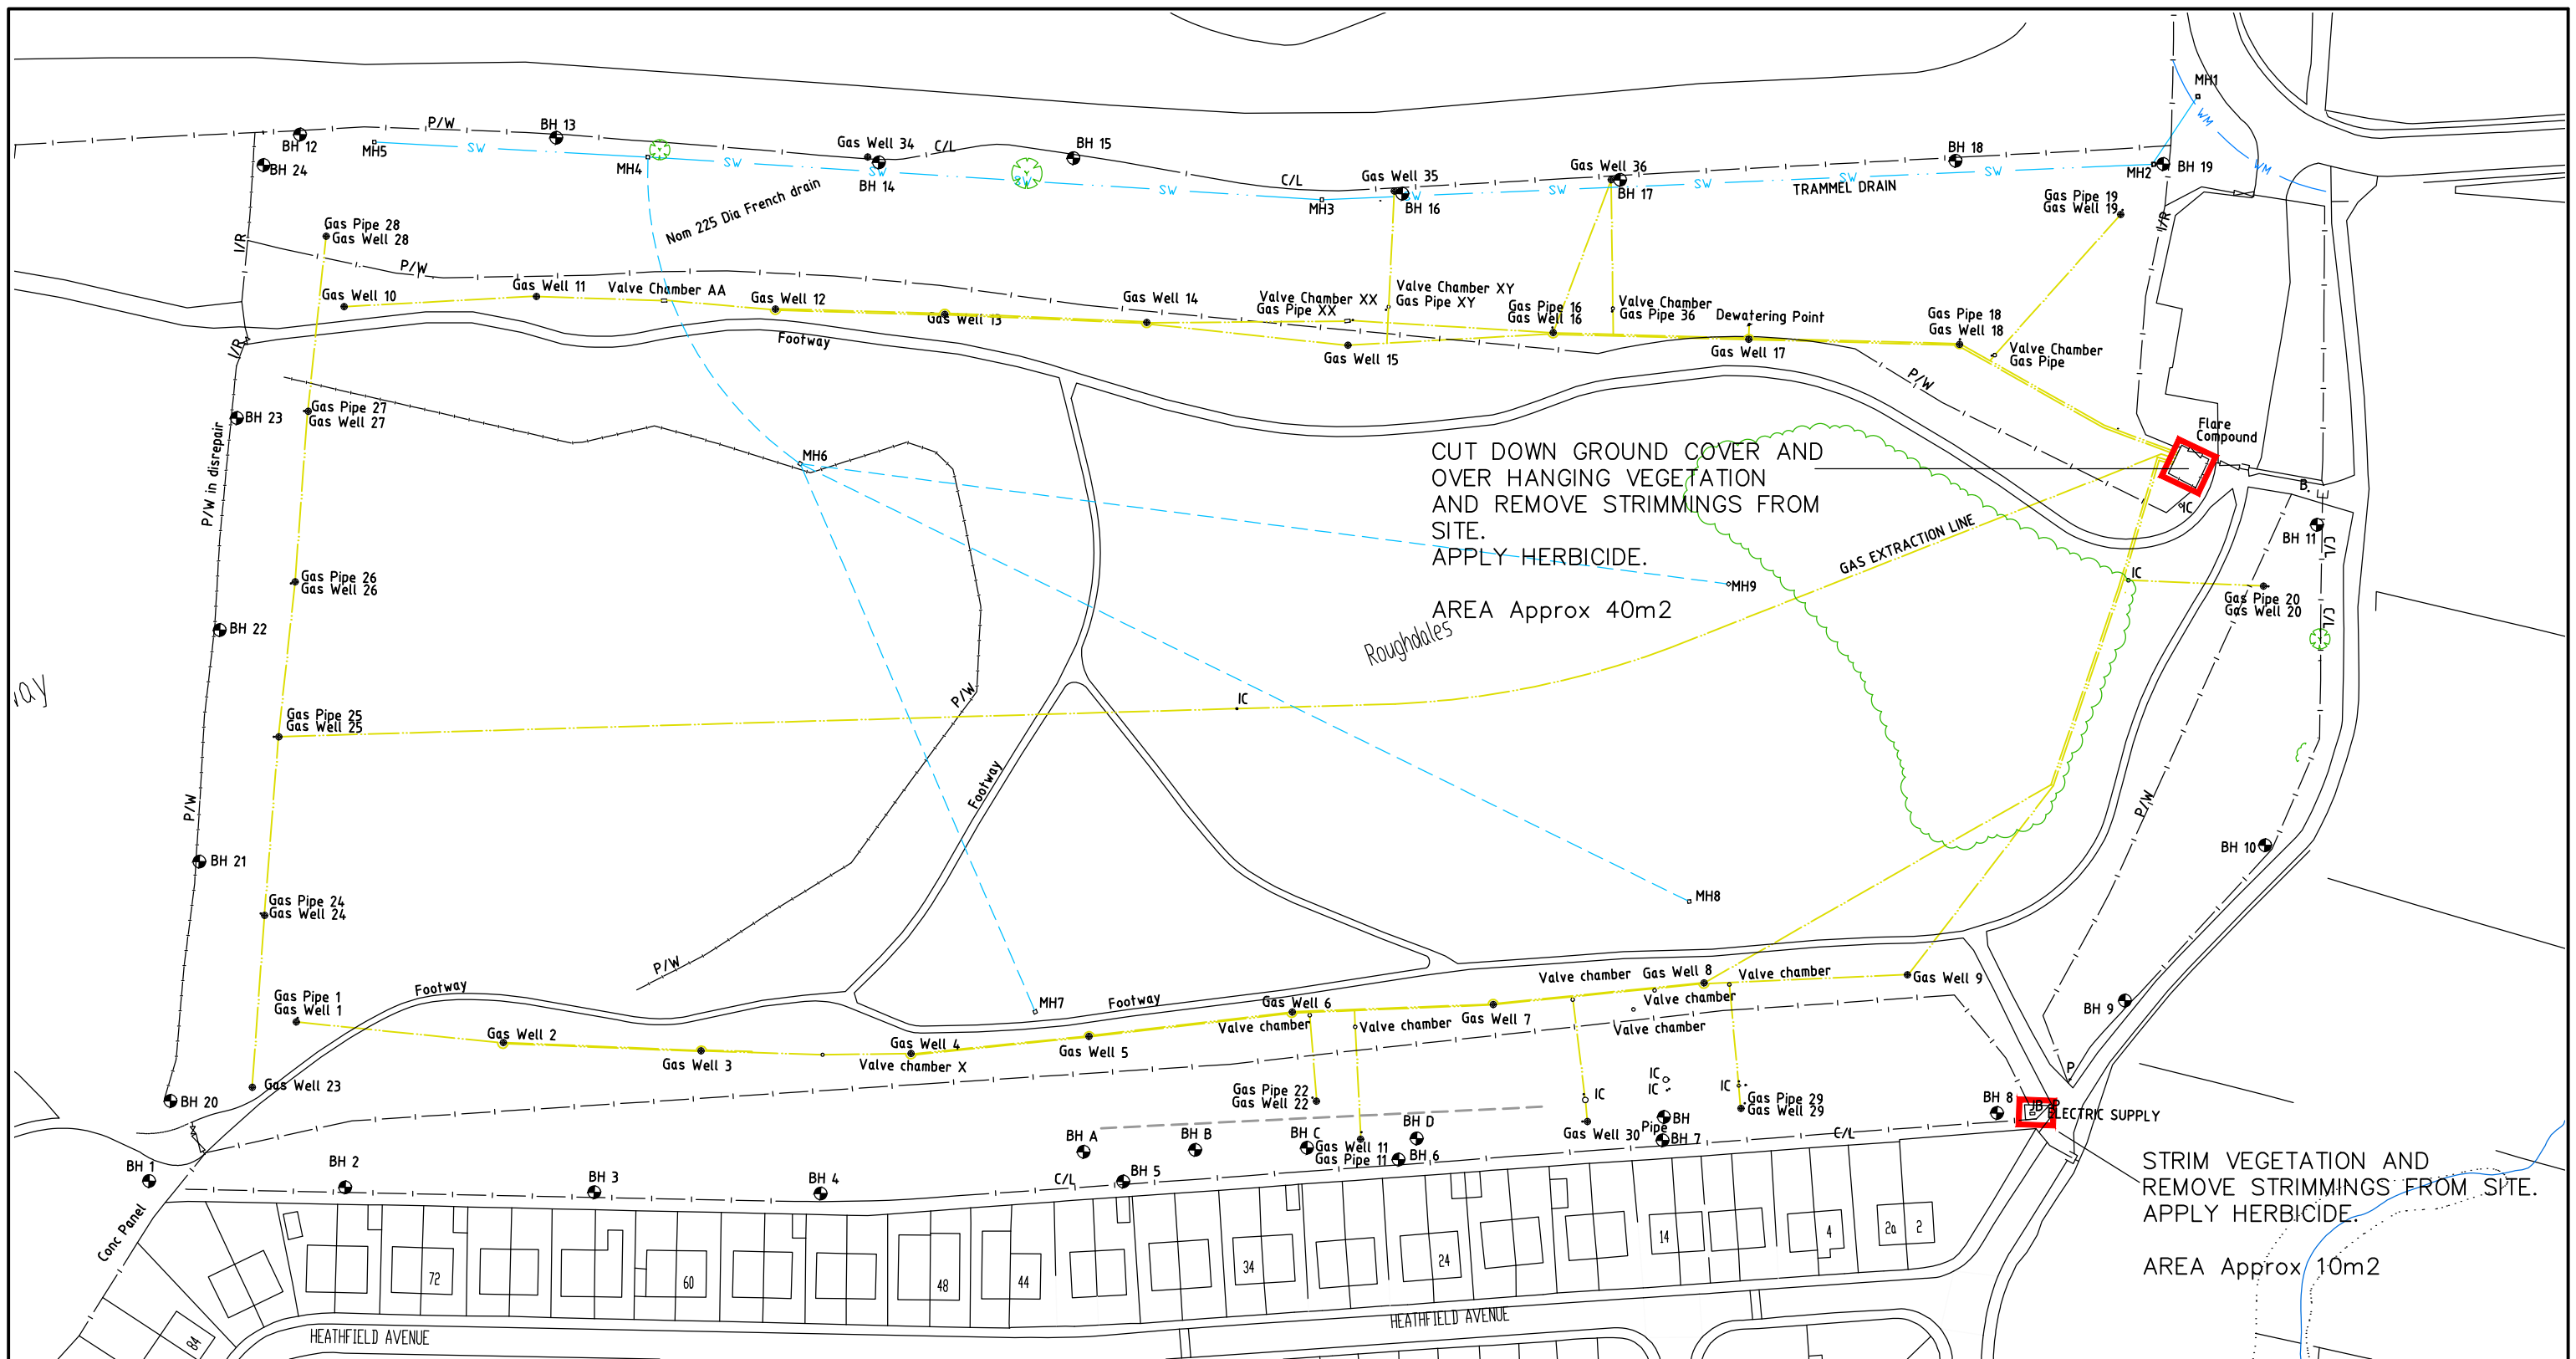 MH1
P/W
BH 13
BH 12
MH5
SW
BH 24
MH4
SW
Gas Well 34
SW
BH 14
C/L
BH 15
SW
SW
C/L
MH3
Gas Well 35
SW
BH 16
Gas Well 36
SW
BH 17
SW
TRAMMEL DRAIN
BH 18
SW
MH2
BH 19
WM
WM
Nom 225 Dia French drain
Gas Pipe 19
Gas Well 19
I/R
I/R
Gas Pipe 28
Gas Well 28
P/W
Gas Well 10
Gas Well 11
Valve Chamber AA
Gas Well 12
Gas Well 13
Gas Well 14
Valve Chamber XX
Gas Pipe XX
Valve Chamber XY
Gas Pipe XY
Gas Well 15
Gas Pipe 16
Gas Well 16
Valve Chamber
Gas Pipe 36
Dewatering Point
Gas Well 17
Gas Pipe 18
Gas Well 18
Valve Chamber
Gas Pipe
I/R
Footway
P/W
BH 23
Gas Pipe 27
Gas Well 27
P/W in disrepair
MH6
CUT DOWN GROUND COVER AND
OVER HANGING VEGETATION
AND REMOVE STRIMMINGS FROM
SITE.
APPLY HERBICIDE.
AREA Approx 40m2
Flare
Compound
B.
IC
BH 11
C/L
GAS EXTRACTION LINE
IC
MH9
Gas Pipe 20
Gas Well 20
C/L
Gas Pipe 26
Gas Well 26
BH 22
Roughdales
Gas Pipe 25
Gas Well 25
IC
P/W
Footway
P/W
P/W
BH 10
BH 21
MH8
Gas Pipe 24
Gas Well 24
P/W
Footway
Gas Pipe 1
Gas Well 1
MH7
Footway
Gas Well 2
Gas Well 3
Gas Well 4
Valve chamber X
Gas Well 5
Gas Well 6
Valve chamber
Valve chamber
Gas Well 7
Valve chamber
Gas Well 8
Valve chamber
Valve chamber
Valve chamber
Gas Well 9
BH 9
P
Gas Well 23
BH 20
Gas Pipe 22
Gas Well 22
IC
IC
IC
IC
Gas Pipe 29
Gas Well 29
BH 8
JB
ELECTRIC SUPPLY
BH A
BH B
BH C
BH D
Gas Well 11
Gas Pipe 11
BH 6
Gas Well 30
BH
Pipe
BH 7
C/L
BH 1
BH 2
BH 3
BH 4
C/L
BH 5
Conc Panel
STRIM VEGETATION AND
REMOVE STRIMMINGS FROM SITE.
APPLY HERBICIDE.
AREA Approx 10m2
84
72
60
48
44
34
24
14
4
2a
2
HEATHFIELD AVENUE
HEATHFIELD AVENUE